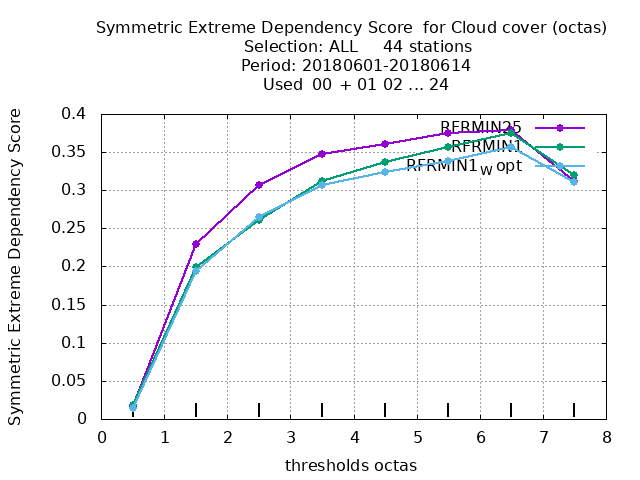 Symmetric Extreme Dependency Score  for Cloud cover (octas)
Selection: ALL     44 stations
Period: 20180601-20180614
Used  00 + 01 02 ... 24
Symmetric Extreme Dependency Score
0.4
0.35
0.3
0.25
0.2
0.15
0.1
0.05
0
RFRMIN25
RFRMIN1
RFRMIN1W opt
0 1 2 3 4 5 6 7 8
thresholds octas